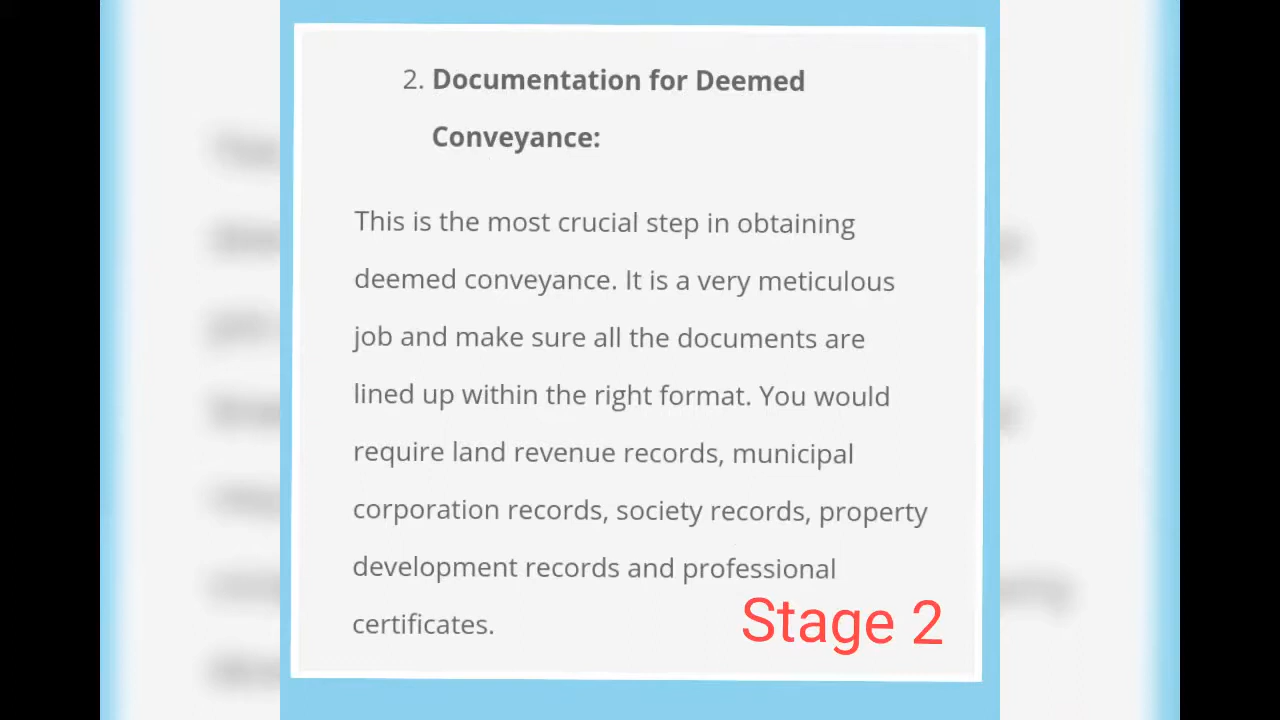 2. Documentation for Deemed
Conveyance:
This is the most crucial step in obtaining
deemed conveyance. It is a very meticulous
job and make sure all the documents are
lined up within the right format. You would
require land revenue records, municipal
corporation records, society records, property
development records and professional
certificates.
Stage 2